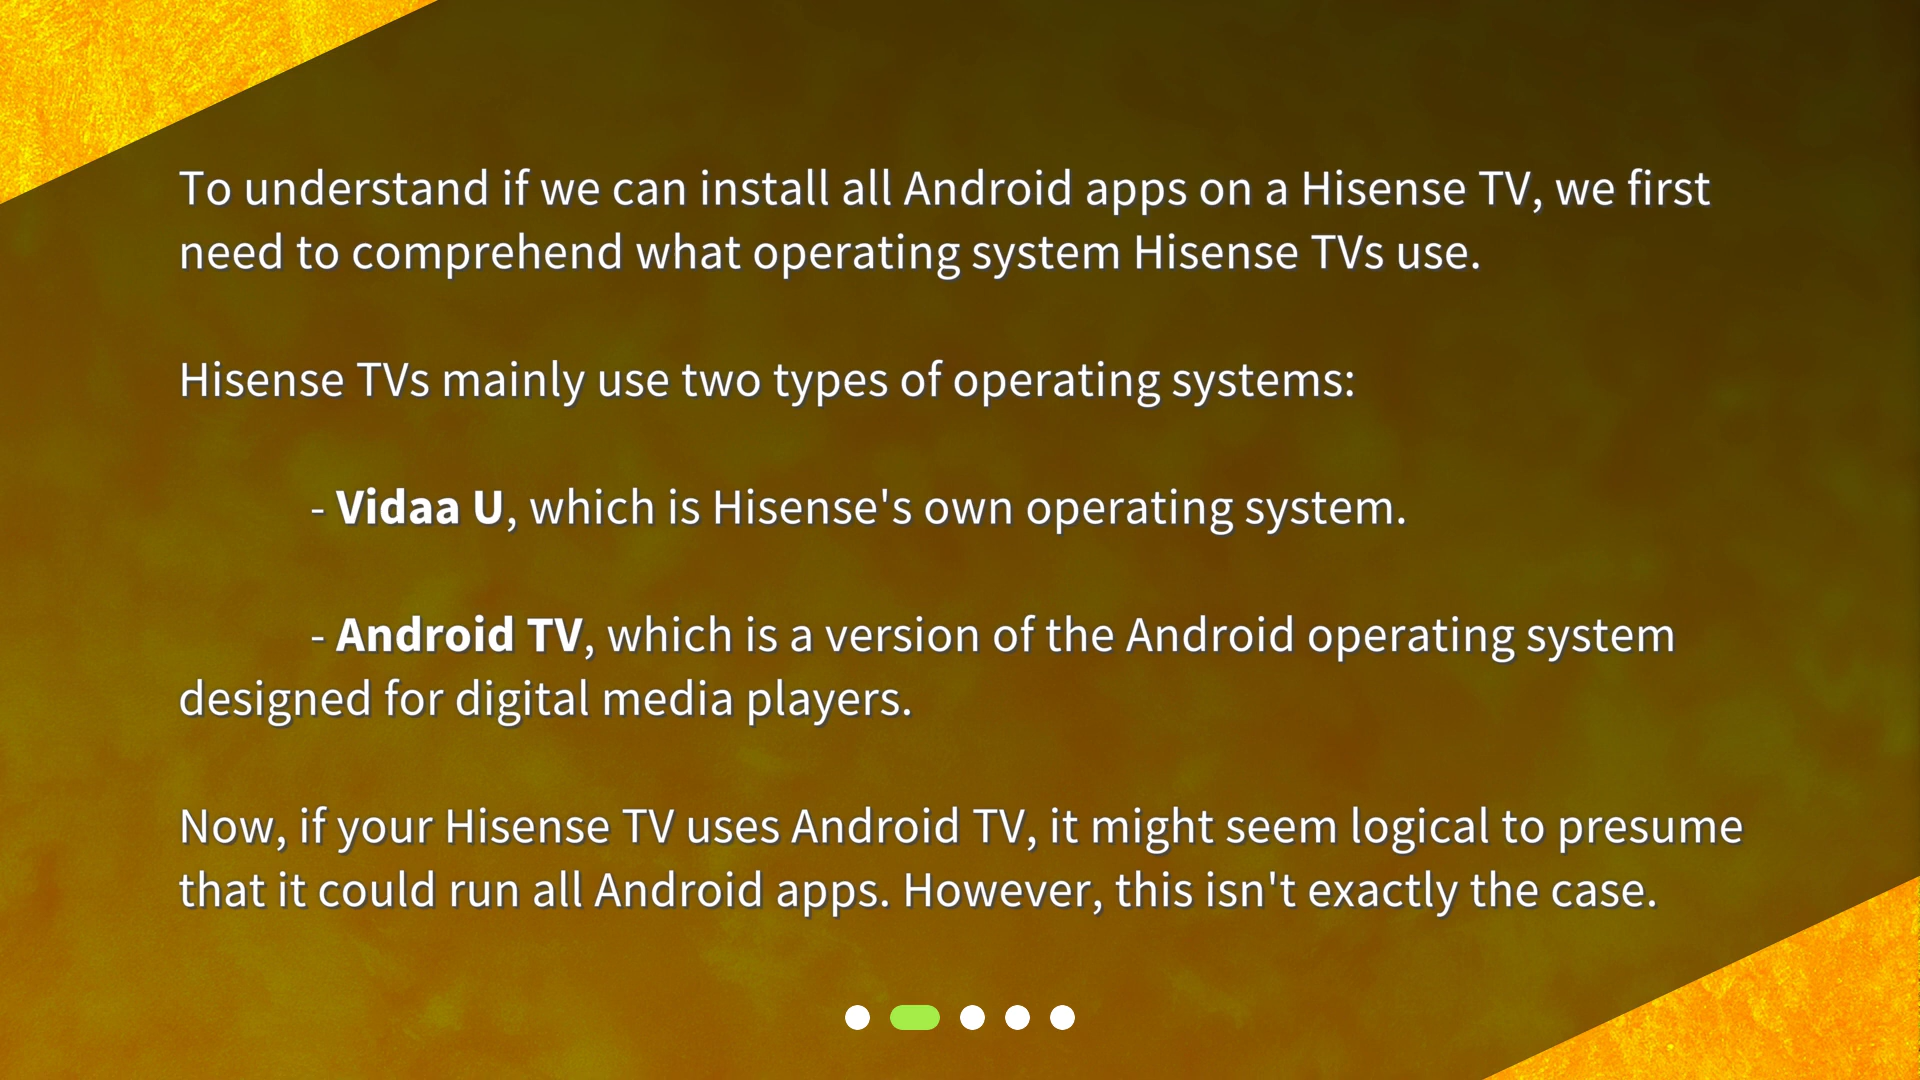 To understand if we can install all Android apps on a Hisense TV, we first
need to comprehend what operating system Hisense TVs use.
Hisense TVs mainly use two types of operating systems:
- Vidaa U, which is Hisense's own operating system.
- Android TV, which is a version of the Android operating system
designed for digital media players.
Now, if your Hisense TV uses Android TV, it might seem logical to presume
that it could run all Android apps. However, this isn't exactly the case.